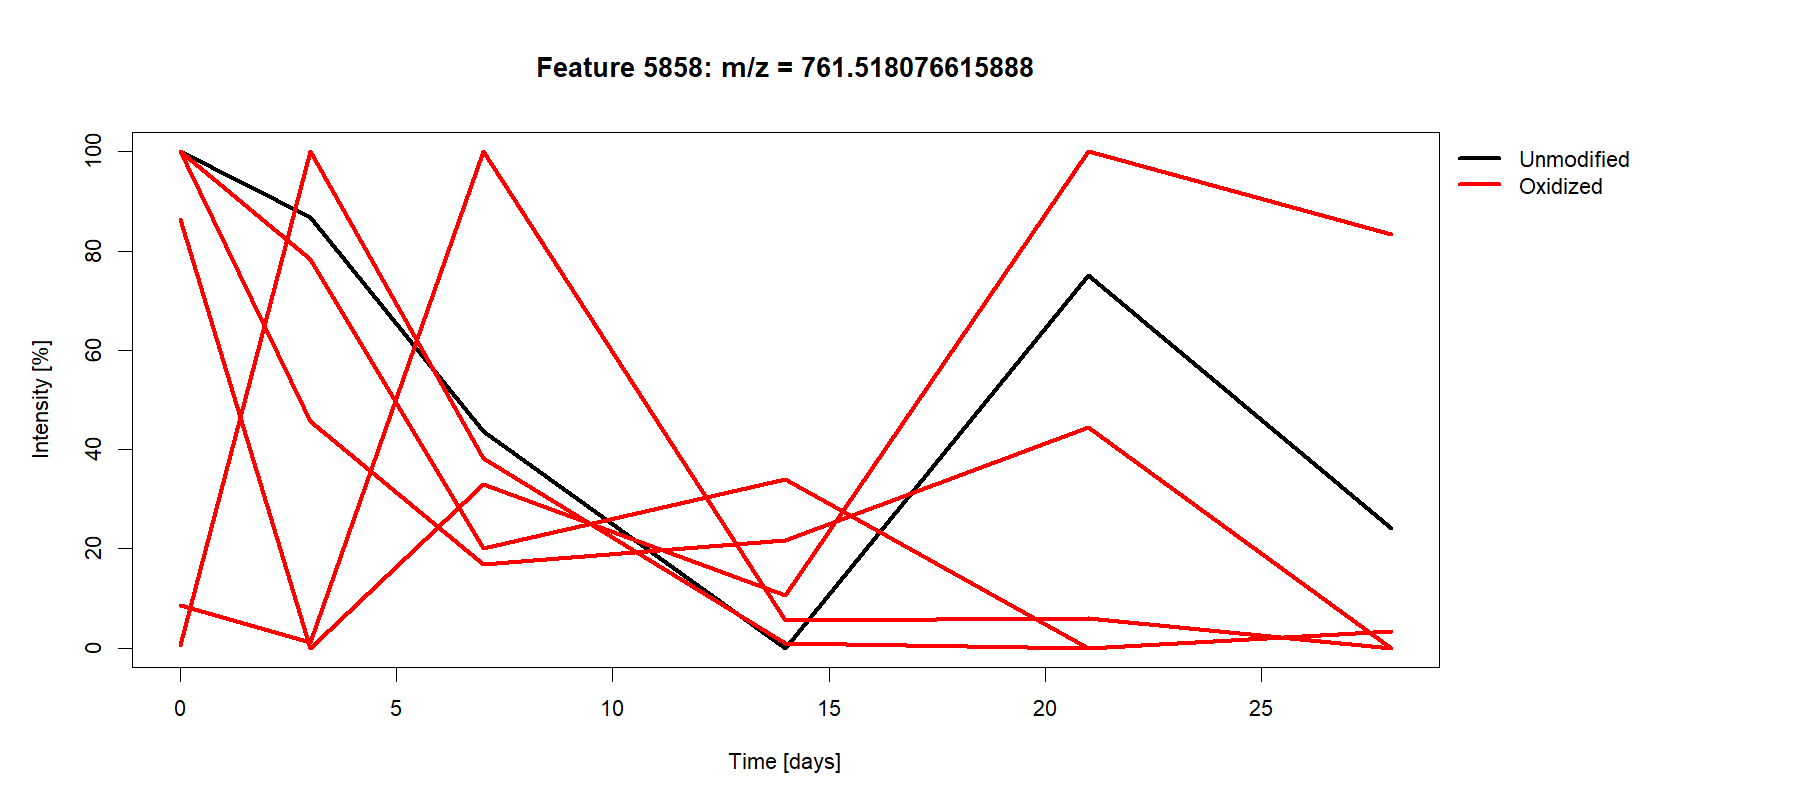 Feature 5858: m/z = 761.518076615888
Unmodified
Oxidized
Intensity [%]
100
80
60
40
20
0
0 5 10 15 20 25
Time [days]